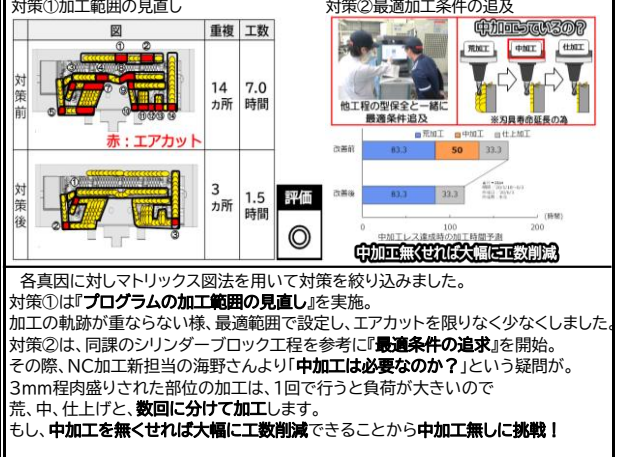 対策①加工範囲の見直し
対策②最適加工条件の追及
図
重複
工数
対策前
①
②
⑤
赤：エアカット
14ヵ所
7.0時間
対策後
①
②
③
3ヵ所
1.5時間
評価
◎
中加工っているの？
荒加工
中加工
仕加工
※刃具寿命延長の為
他工程の型保全と一緒に
最適条件追及
荒加工 中加工 仕上加工
改善前
83.3
50
33.3
改善後
83.3
33.3
(時間)
0
100
200
中加工レス達成時の加工時間予測
中加工無くせれば大幅に工数削減
各真因に対しマトリックス図法を用いて対策を絞り込みました。
対策①は『プログラムの加工範囲の見直し』を実施。
加工の軌跡が重ならない様、最適範囲で設定し、エアカットを限りなく少なくしました。
対策②は、同課のシリンダーブロック工程を参考に『最適条件の追求』を開始。
その際、NC加工新担当の海野さんより「中加工は必要なのか？」という疑問が。
3mm程肉盛りされた部位の加工は、1回で行うと負荷が大きいので
荒、中、仕上げと、数回に分けて加工します。
もし、中加工を無くせれば大幅に工数削減できることから中加工無しに挑戦！